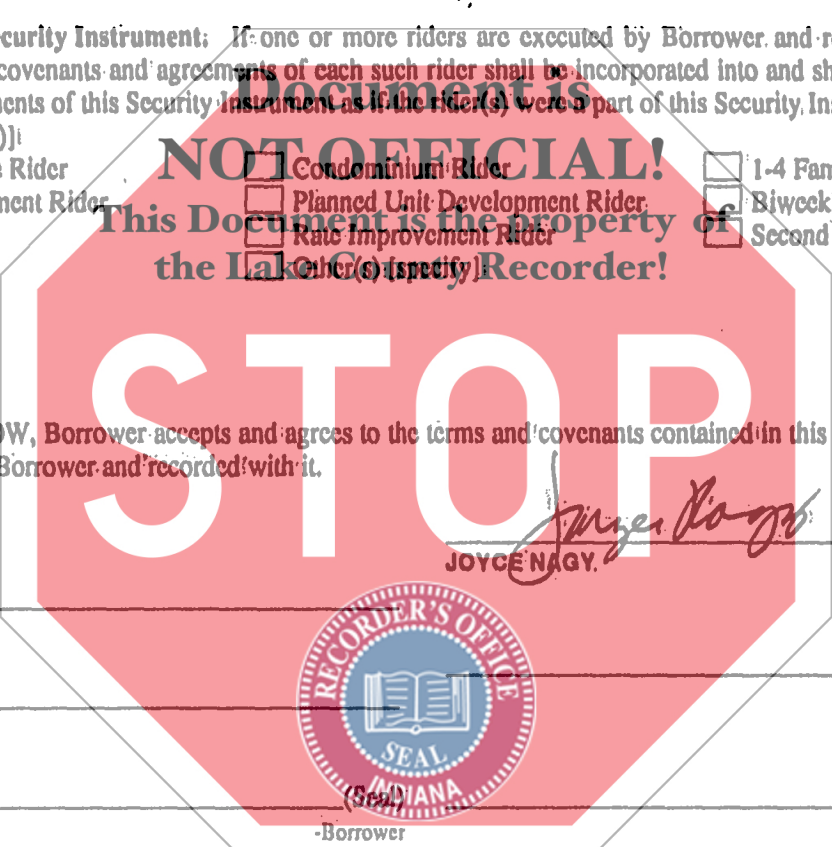 curity Instrument. If one or more riders are executed by Borrower and r
covenants and agreements of each such rider shall be incorporated into and sh
nents of this Security Instrument as if the rider(s) were a part of this Security Ins
)]
Document is
NOT OFFICIAL!
This Document is the property of
the Lake County Recorder!
Rider Condominium Rider 1-4 Fam
nent Rider Planned Unit Development Rider Biweek
Rate Improvement Rider Second
Other(s) [specify]
STOP
OW, Borrower accepts and agrees to the terms and covenants contained in this
Borrower and recorded with it.
Joyce Nagy
JOYCE NAGY
RECORDER'S OFFICE
SEAL
INDIANA
(Seal)
-Borrower